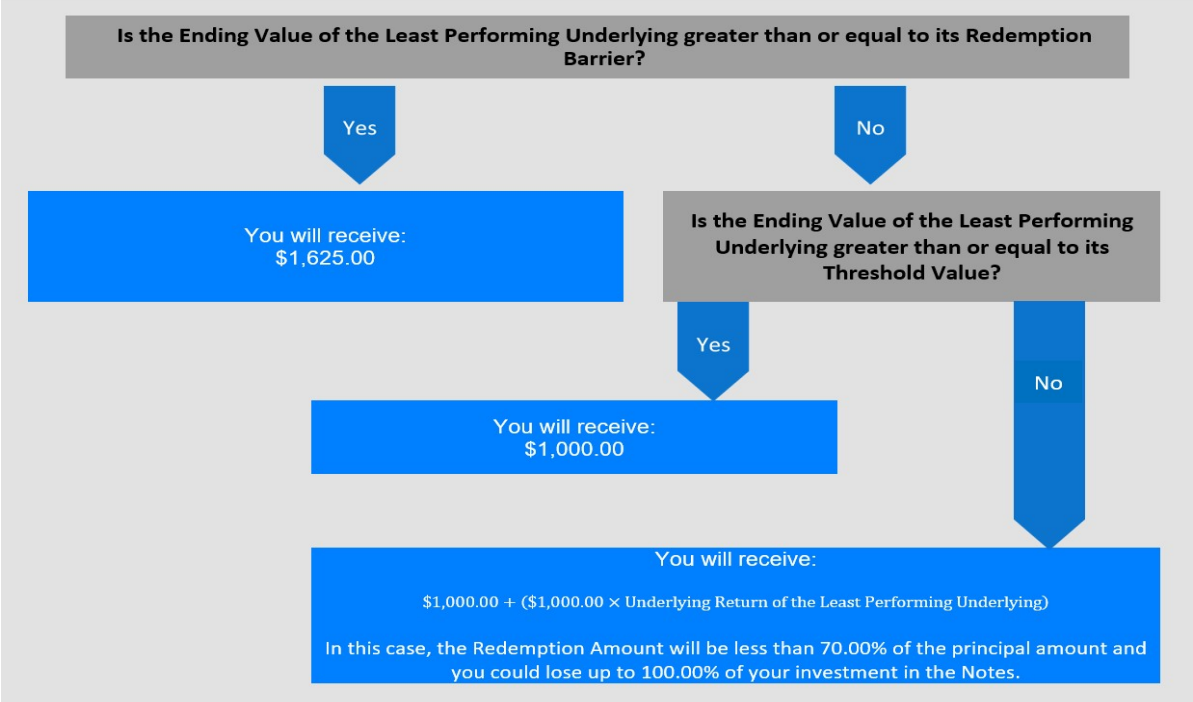 Is the Ending Value of the Least Performing Underlying greater than or equal to its Redemption
Barrier?
Yes
No
You will receive:
$1,625.00
Is the Ending Value of the Least Performing
Underlying greater than or equal to its
Threshold Value?
Yes
No
You will receive:
$1,000.00
You will receive:
$1,000.00 + ($1,000.00 × Underlying Return of the Least Performing Underlying)
In this case, the Redemption Amount will be less than 70.00% of the principal amount and
you could lose up to 100.00% of your investment in the Notes.